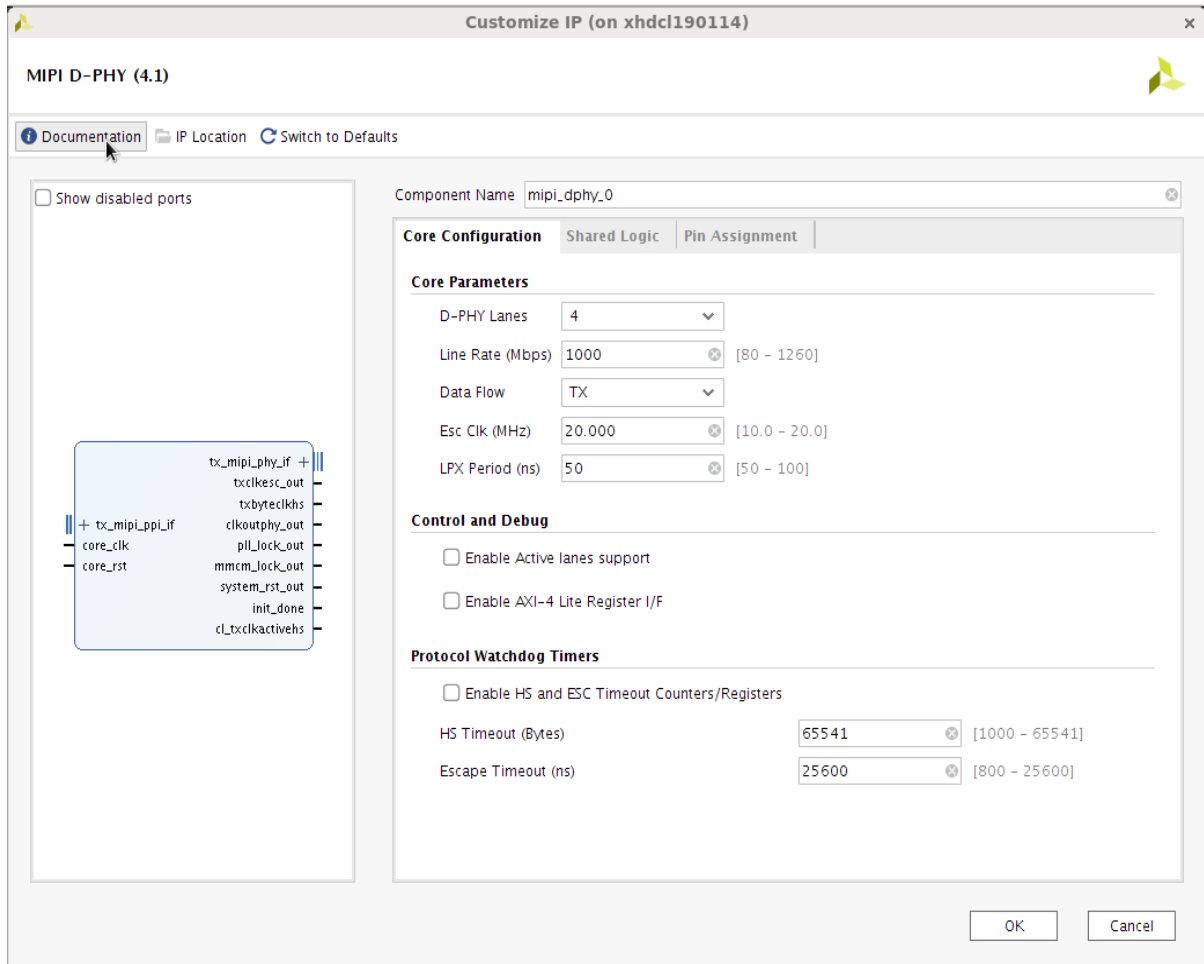 Customize IP (on xhdcl190114)
MIPI D-PHY (4.1)
Documentation IP Location Switch to Defaults
Show disabled ports
tx_mipi_phy_if
txclkesc_out
txbyteclkhs
tx_mipi_ppi_if clkoutphy_out
core_clk pll_lock_out
core_rst mmcm_lock_out
system_rst_out
init_done
cl_txclkactivehs
Component Name mipi_dphy_0
Core Configuration Shared Logic Pin Assignment
Core Parameters
D-PHY Lanes 4
Line Rate (Mbps) 1000 [80 - 1260]
Data Flow TX
Esc Clk (MHz) 20.000 [10.0 - 20.0]
LPX Period (ns) 50 [50 - 100]
Control and Debug
Enable Active lanes support
Enable AXI-4 Lite Register I/F
Protocol Watchdog Timers
Enable HS and ESC Timeout Counters/Registers
HS Timeout (Bytes) 65541 [1000 - 65541]
Escape Timeout (ns) 25600 [800 - 25600]
OK Cancel